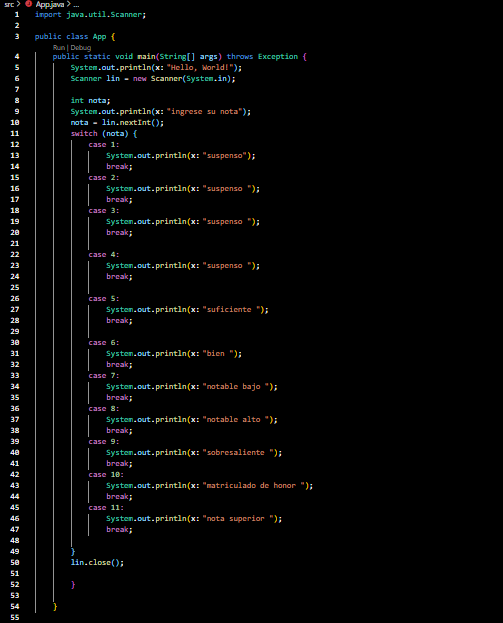 src > App.java > ...
1 import java.util.Scanner;
2
3 public class App {
Run | Debug
4 public static void main(String[] args) throws Exception {
5 System.out.println(x: "Hello, World!");
6 Scanner lin = new Scanner(System.in);
7
8 int nota;
9 System.out.println(x: "ingrese su nota");
10 nota = lin.nextInt();
11 switch (nota) {
12 case 1:
13 System.out.println(x: "suspenso");
14 break;
15 case 2:
16 System.out.println(x: "suspenso ");
17 break;
18 case 3:
19 System.out.println(x: "suspenso ");
20 break;
21
22 case 4:
23 System.out.println(x: "suspenso ");
24 break;
25
26 case 5:
27 System.out.println(x: "suficiente ");
28 break;
29
30 case 6:
31 System.out.println(x: "bien ");
32 break;
33 case 7:
34 System.out.println(x: "notable bajo ");
35 break;
36 case 8:
37 System.out.println(x: "notable alto ");
38 break;
39 case 9:
40 System.out.println(x: "sobresaliente ");
41 break;
42 case 10:
43 System.out.println(x: "matriculado de honor ");
44 break;
45 case 11:
46 System.out.println(x: "nota superior ");
47 break;
48
49 }
50 lin.close();
51
52 }
53
54 }
55